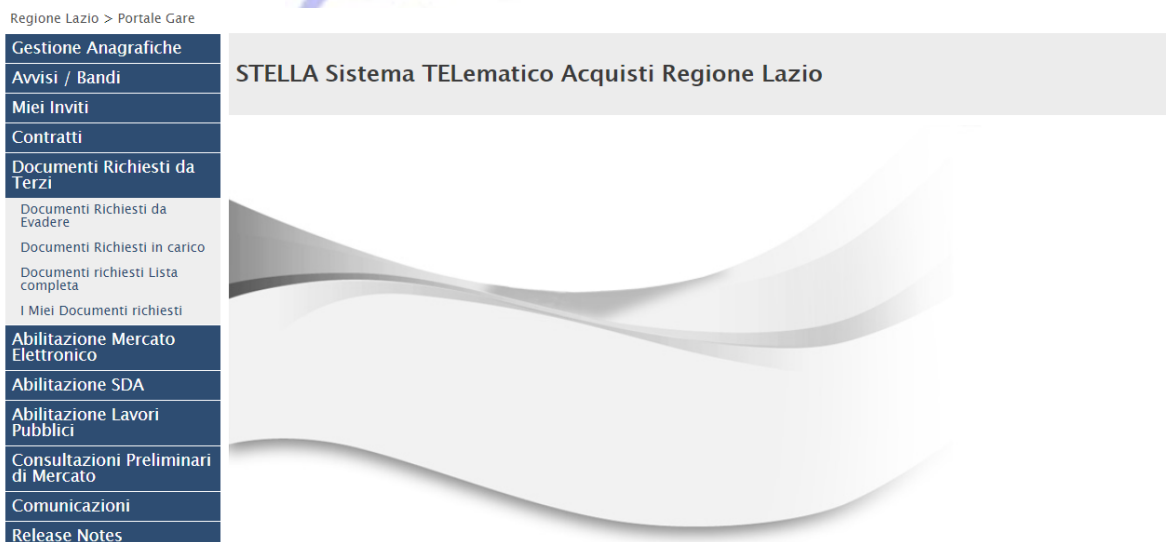 Regione Lazio > Portale Gare
Gestione Anagrafiche
Avvisi / Bandi
Miei Inviti
Contratti
Documenti Richiesti da
Terzi
Documenti Richiesti da
Evadere
Documenti Richiesti in carico
Documenti richiesti Lista
completa
I Miei Documenti richiesti
Abilitazione Mercato
Elettronico
Abilitazione SDA
Abilitazione Lavori
Pubblici
Consultazioni Preliminari
di Mercato
Comunicazioni
Release Notes
STELLA Sistema TELematico Acquisti Regione Lazio